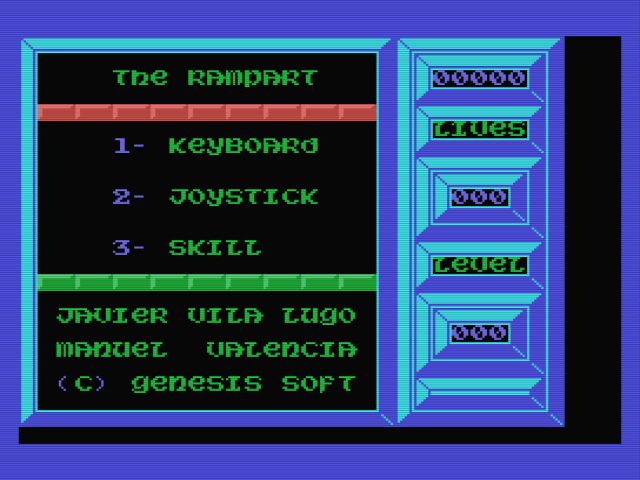 The RAMPART
1- KEYBOARD
2- JOYSTICK
3- SKILL
JAVIER VILA LUGO
MANUEL VALENCIA
(C) GENESIS SOFT
00000
LIVES
000
LEVEL
000